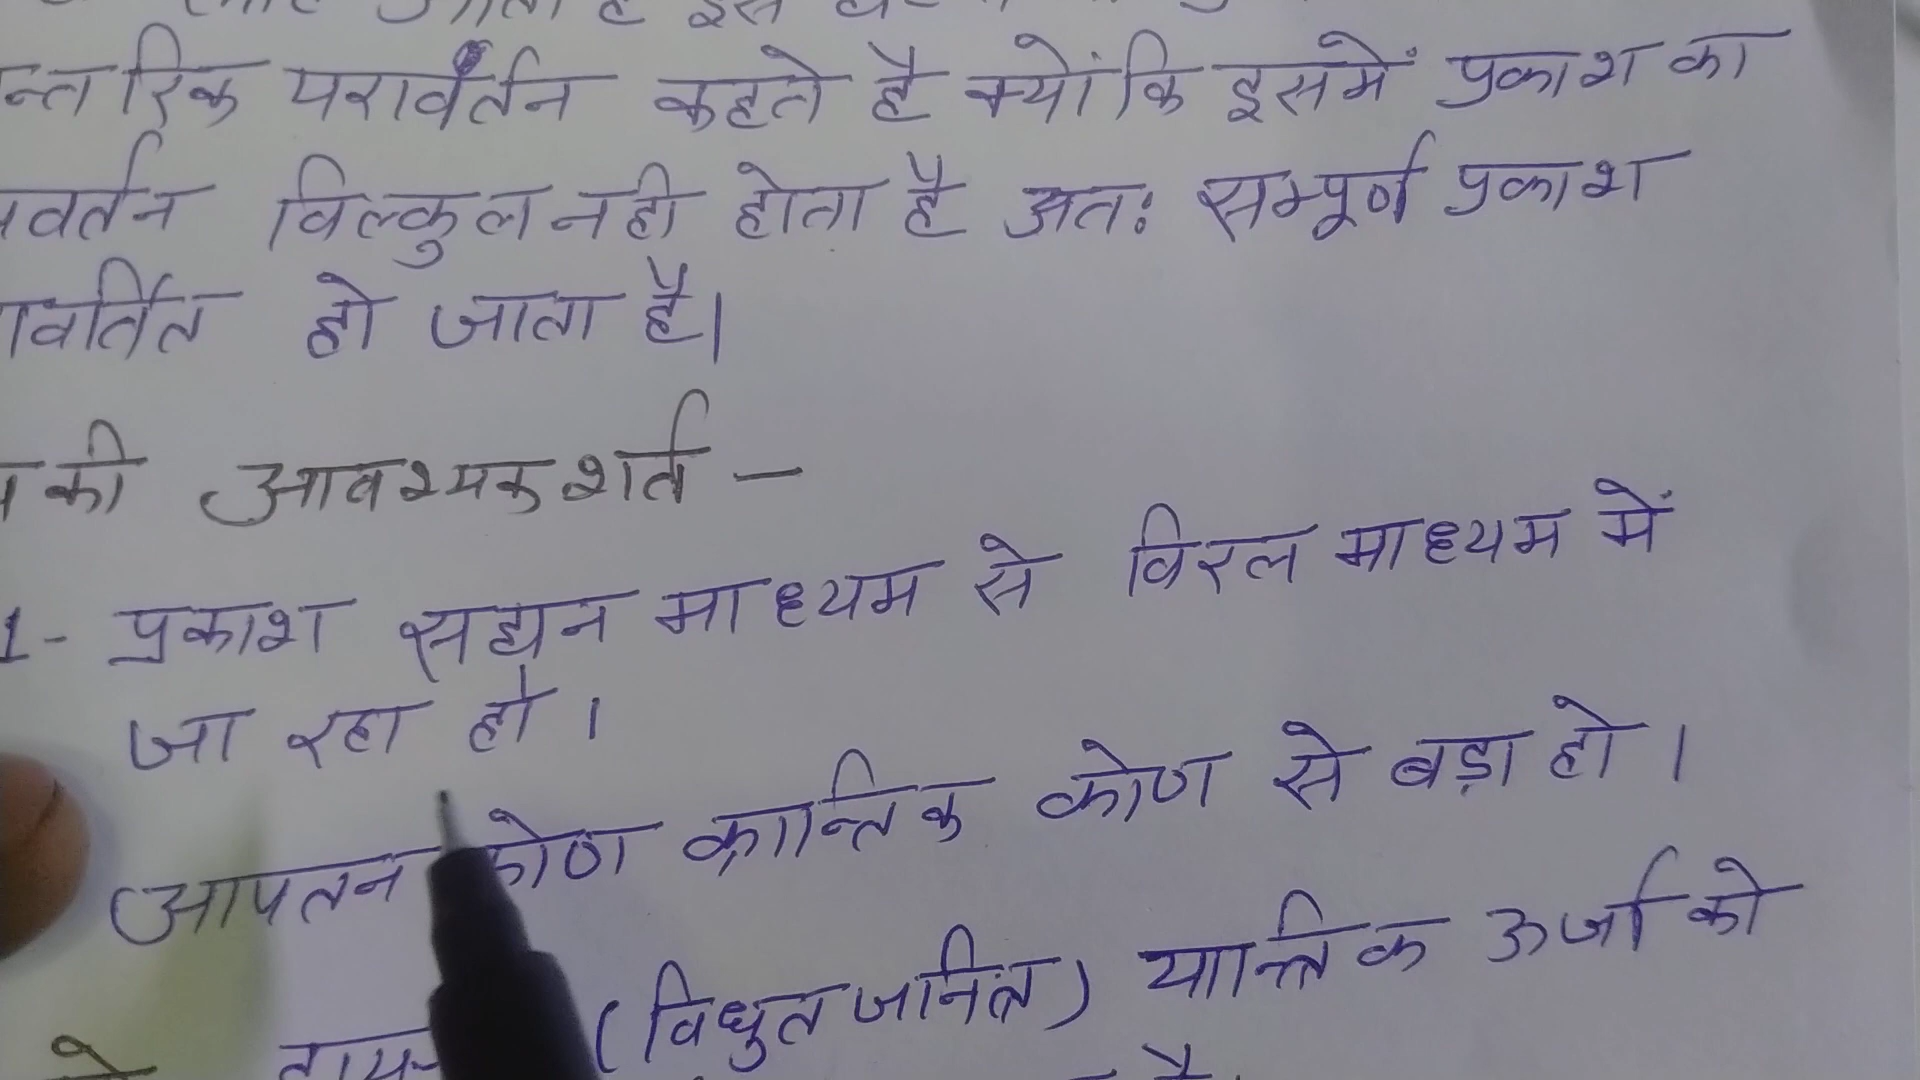 न्तरिक परावर्तन कहते है क्योंकि इसमें प्रकाश का
वर्तन विल्कुल नही होता है अतः सम्पूर्ण प्रकाश
ावर्तित हो जाता है।
की आवश्यक शर्त -
1- प्रकाश सघन माध्यम से विरल माध्यम में
जा रहा हो।
आपतन कोण क्रान्तिक कोण से बड़ा हो।
(विधुत जनित्र) यान्त्रिक ऊर्जा को
है